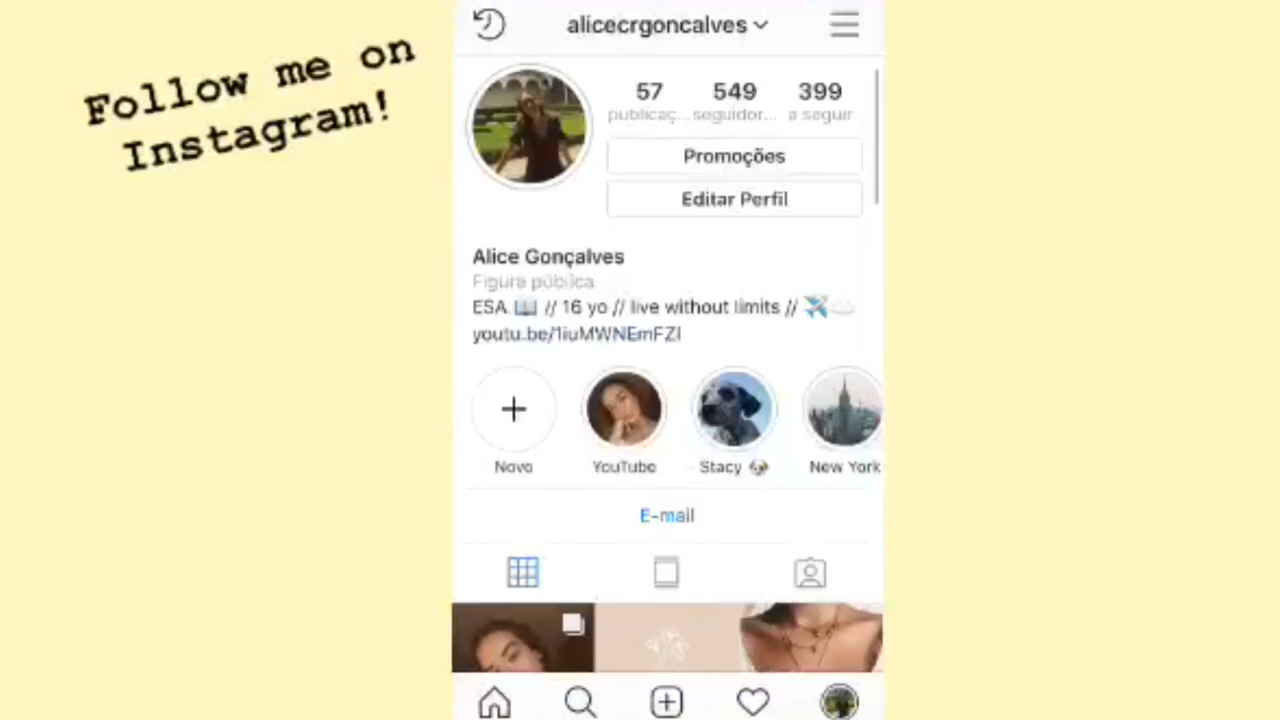 Follow me on
Instagram!
alicecrgoncalves
57 549 399
publicaç... seguidor... a seguir
Promoções
Editar Perfil
Alice Gonçalves
Figura pública
ESA 📖 // 16 yo // live without limits // ✈️☁️
youtu.be/1iuMWNEmFZI
Novo YouTube Stacy 🐶 New York
E-mail